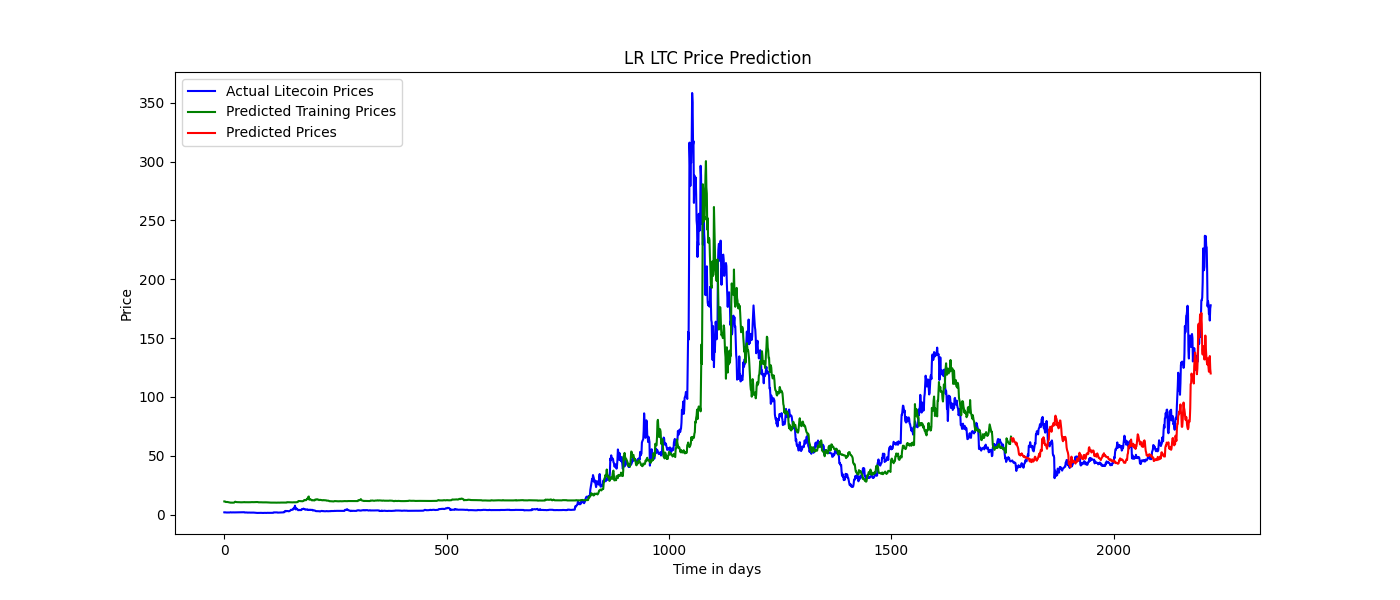 LR LTC Price Prediction
Actual Litecoin Prices
Predicted Training Prices
Predicted Prices
350
300
250
200
150
100
50
0
Price
0 500 1000 1500 2000
Time in days